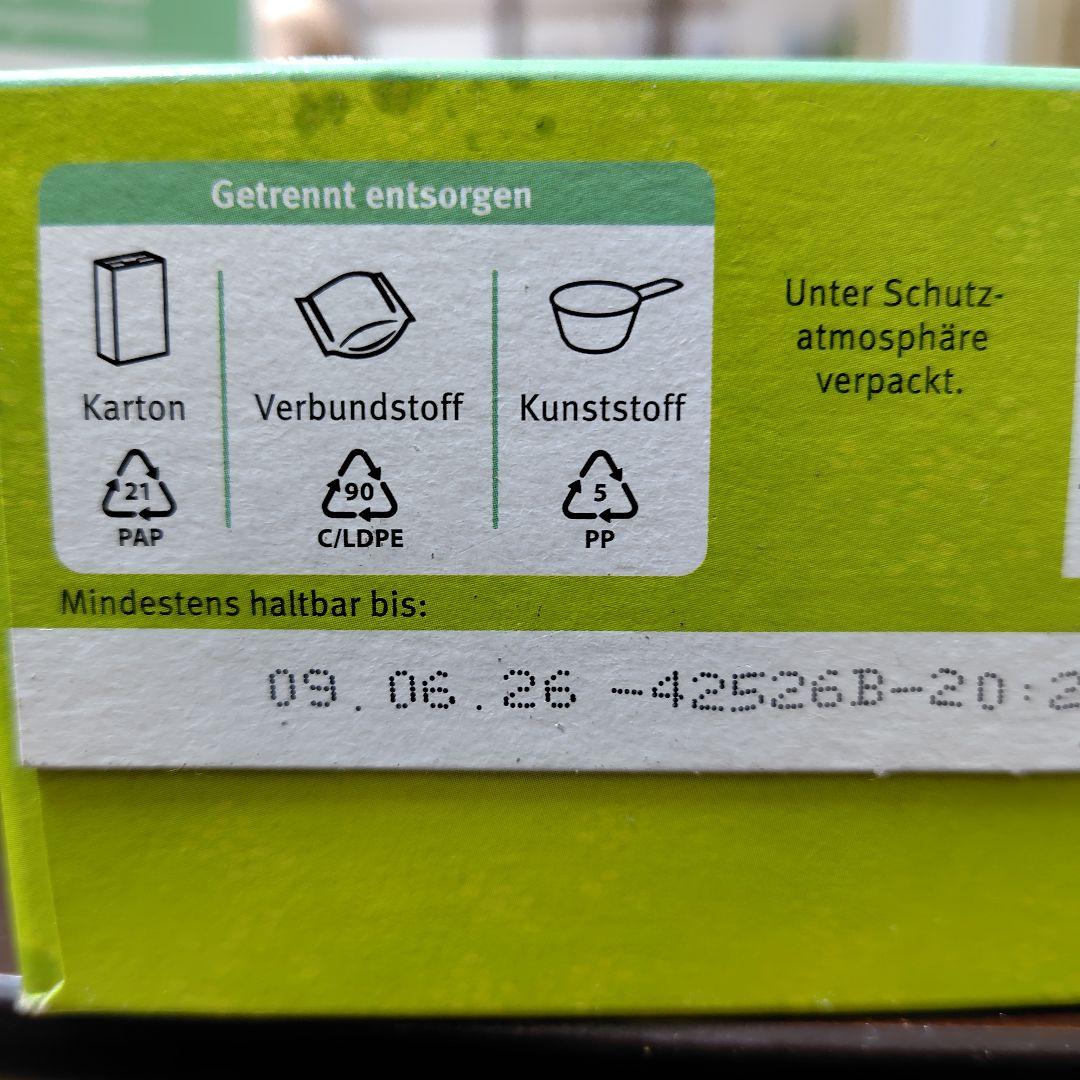 Getrennt entsorgen
Karton Verbundstoff Kunststoff
21 90 5
PAP C/LDPE PP
Unter Schutz-
atmosphäre
verpackt.
Mindestens haltbar bis:
09.06.26 -42526B-20:2